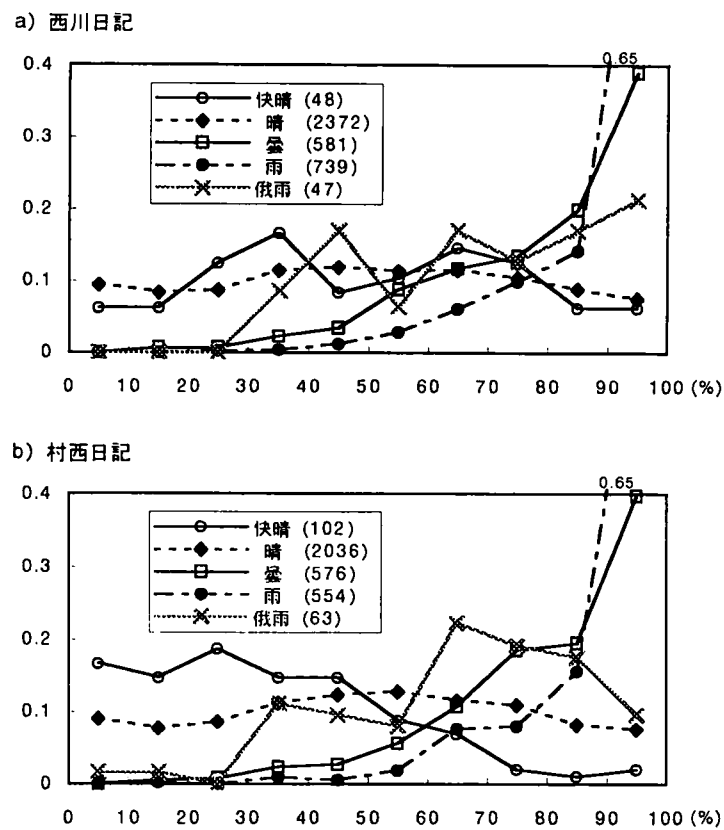 a) 西川日記
0.65
0.4
0.3
0.2
0.1
0
快晴 (48)
晴 (2372)
曇 (581)
雨 (739)
俄雨 (47)
0 10 20 30 40 50 60 70 80 90 100 (%)
b) 村西日記
0.65
0.4
0.3
0.2
0.1
0
快晴 (102)
晴 (2036)
曇 (576)
雨 (554)
俄雨 (63)
0 10 20 30 40 50 60 70 80 90 100 (%)